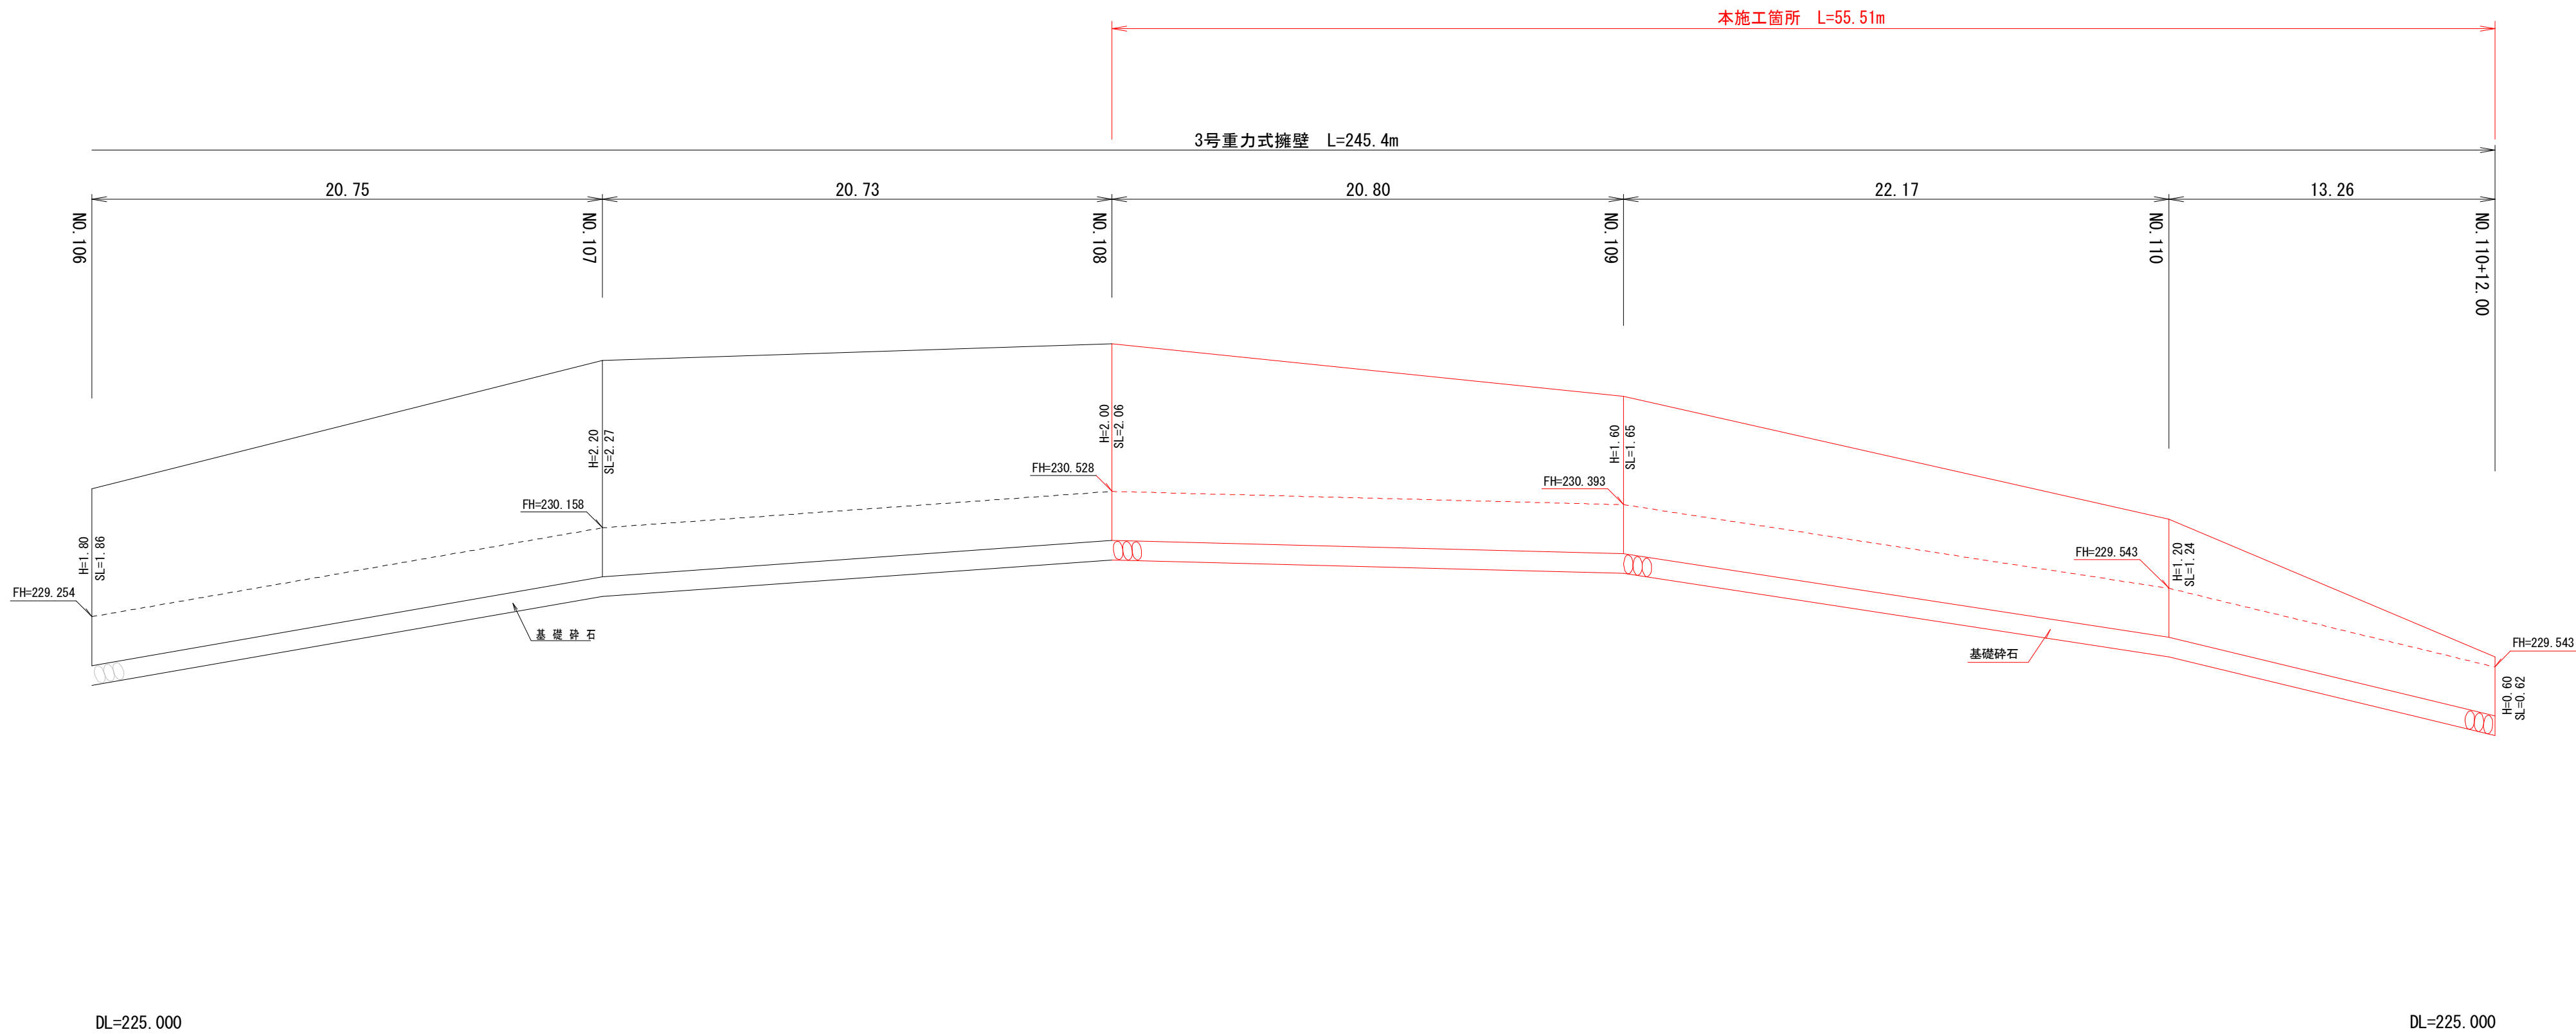 本施工箇所　L=55.51m
3号重力式擁壁　L=245.4m
20.75
20.73
20.80
22.17
13.26
NO.106
NO.107
NO.108
NO.109
NO.110
NO.110+12.00
H=1.80
SL=1.86
FH=229.254
H=2.20
SL=2.27
FH=230.158
H=2.00
SL=2.06
FH=230.528
H=1.60
SL=1.65
FH=230.393
H=1.20
SL=1.24
FH=229.543
FH=229.543
H=0.60
SL=0.62
基 礎 砕 石
基礎砕石
DL=225.000
DL=225.000